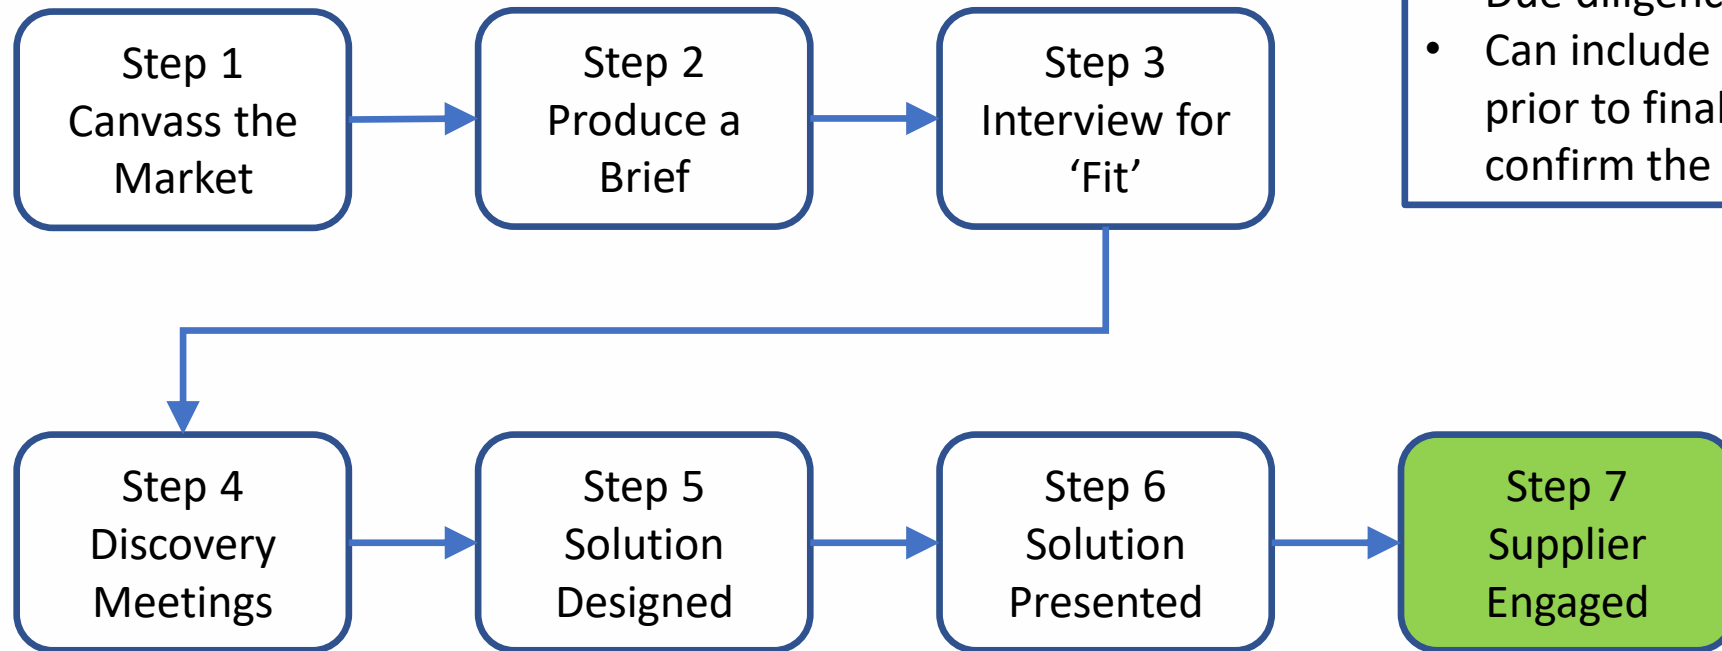 Step 1
Canvass the
Market
Step 2
Produce a
Brief
Step 3
Interview for
‘Fit’
Due
• Can include
prior to final
confirm the
Step 4
Discovery
Meetings
Step 5
Solution
Designed
Step 6
Solution
Presented
Step 7
Supplier
Engaged